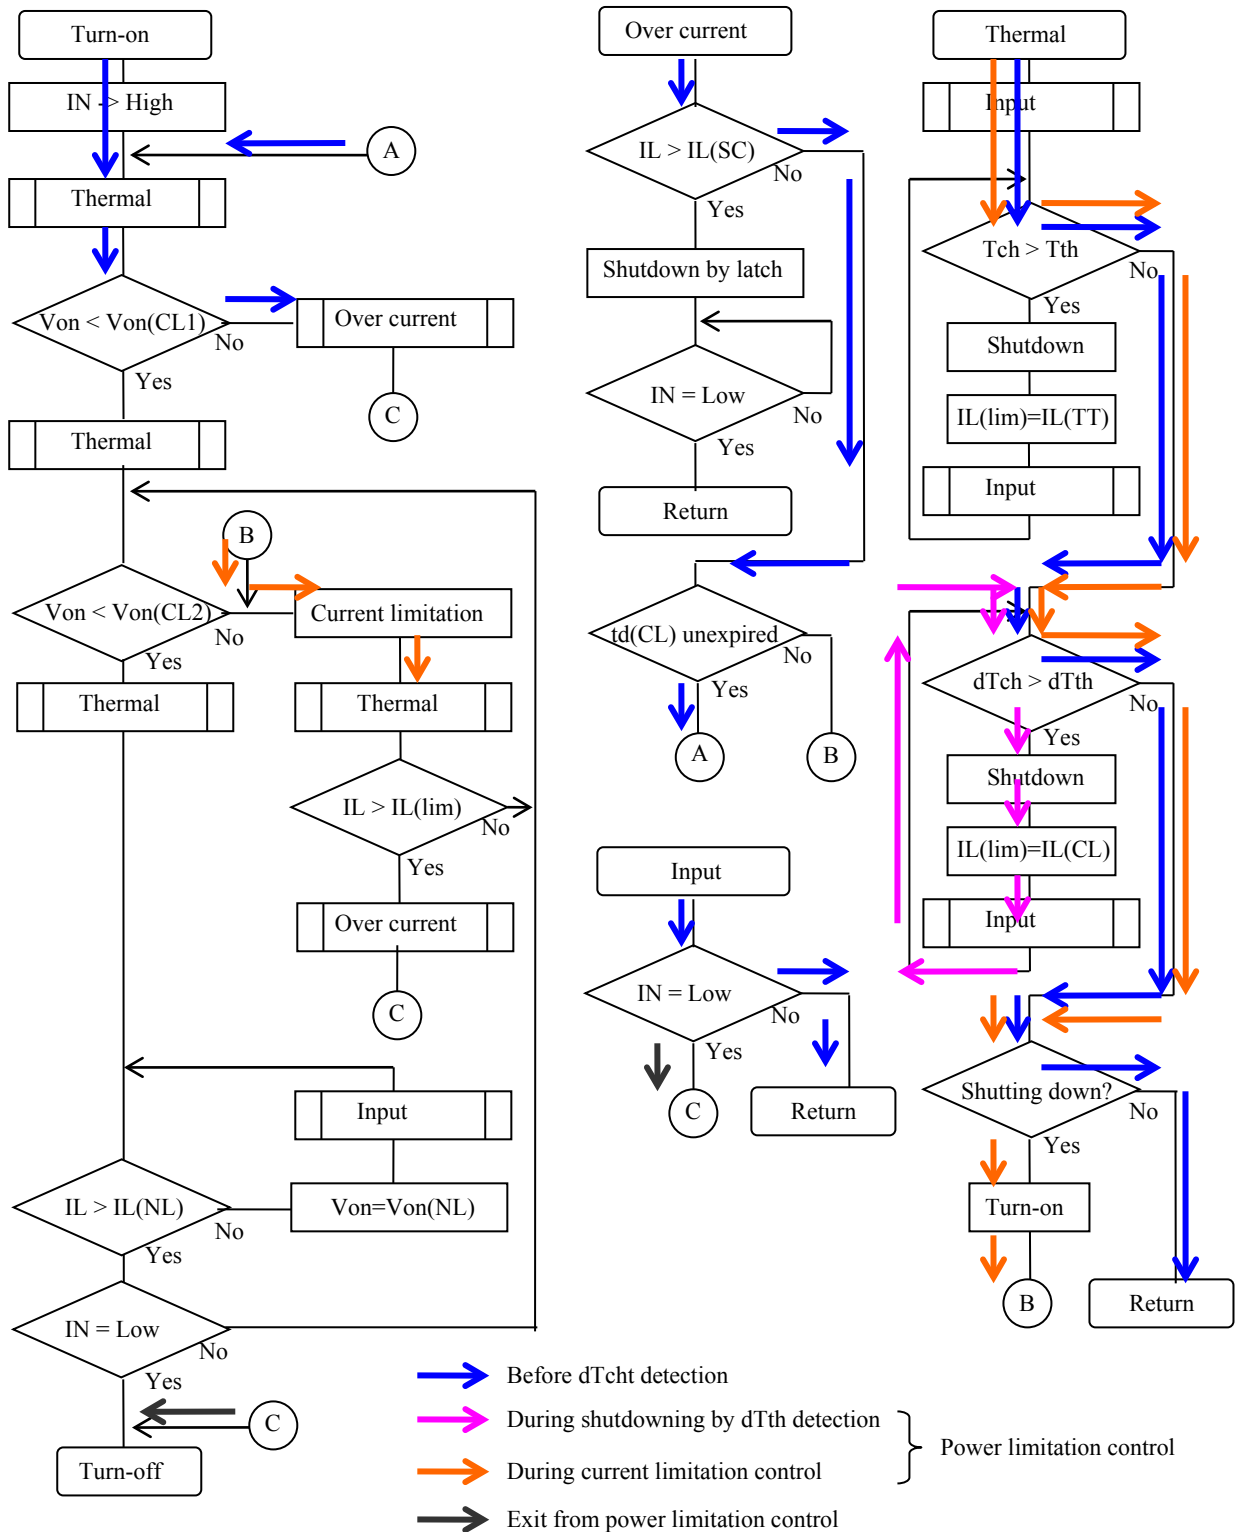 Turn-on
IN -> High
A
Thermal
Von < Von(CL1)
No
Yes
Over current
C
Thermal
B
Von < Von(CL2)
No
Yes
Current limitation
Thermal
Thermal
IL > IL(lim)
No
Yes
Over current
C
Input
IL > IL(NL)
No
Yes
Von=Von(NL)
IN = Low
No
Yes
C
Turn-off
Over current
IL > IL(SC)
No
Yes
Shutdown by latch
IN = Low
No
Yes
Return
td(CL) unexpired
No
Yes
A
B
Input
IN = Low
No
Yes
C
Return
Thermal
Input
Tch > Tth
No
Yes
Shutdown
IL(lim)=IL(TT)
Input
dTch > dTth
No
Yes
Shutdown
IL(lim)=IL(CL)
Input
Shutting down?
No
Yes
Turn-on
B
Return
Before dTcht detection
During shutdowning by dTth detection
During current limitation control
Power limitation control
Exit from power limitation control